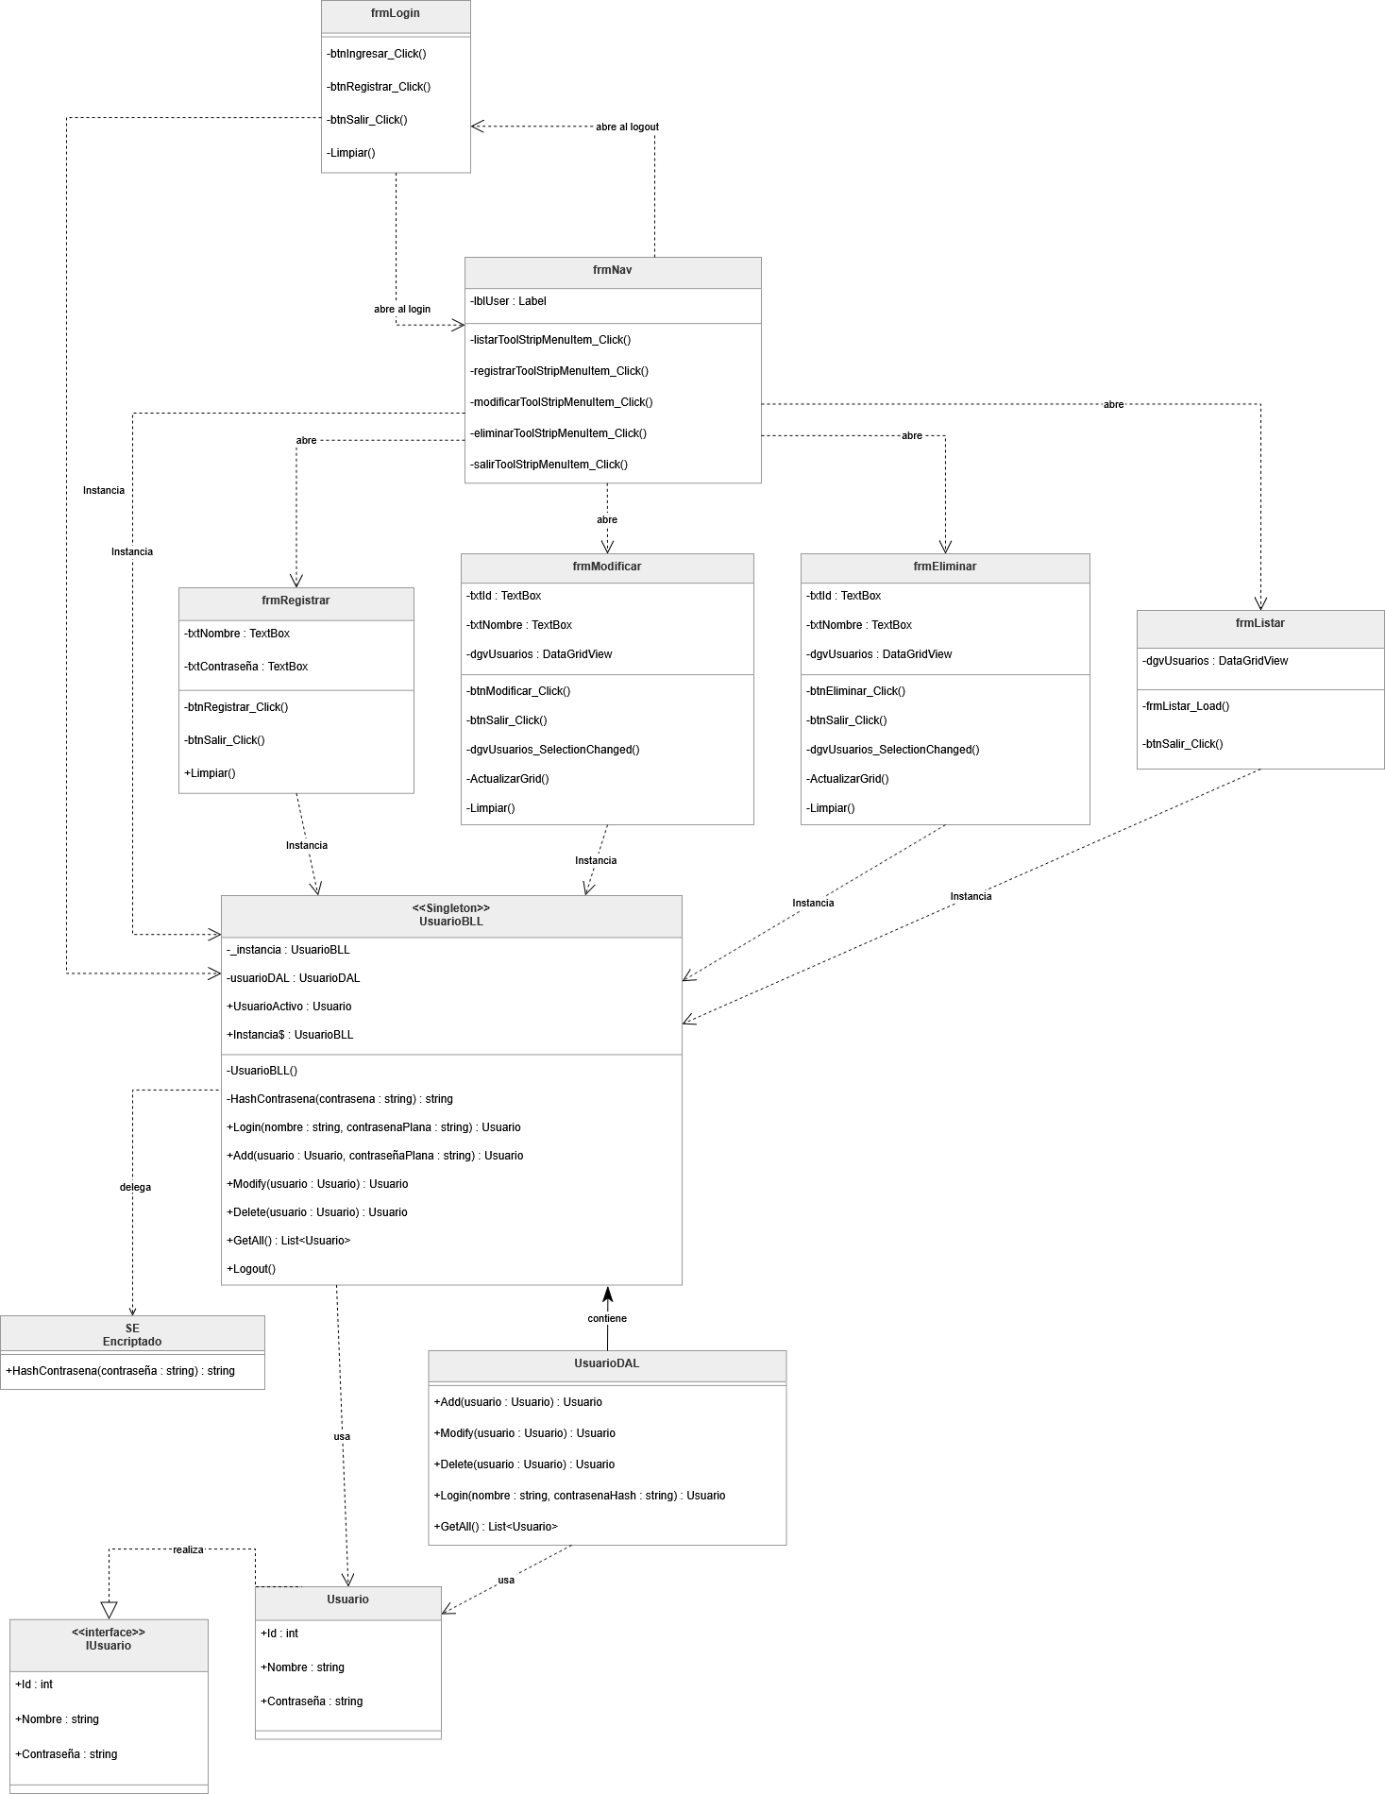 frmLogin
-btnIngresar_Click()
-btnRegistrar_Click()
-btnSalir_Click()
-Limpiar()
abre al logout
abre al login
frmNav
-lblUser : Label
-listarToolStripMenuItem_Click()
-registrarToolStripMenuItem_Click()
-modificarToolStripMenuItem_Click()
-eliminarToolStripMenuItem_Click()
-salirToolStripMenuItem_Click()
abre
abre
abre
abre
Instancia
Instancia
frmRegistrar
-txtNombre : TextBox
-txtContraseña : TextBox
-btnRegistrar_Click()
-btnSalir_Click()
+Limpiar()
frmModificar
-txtId : TextBox
-txtNombre : TextBox
-dgvUsuarios : DataGridView
-btnModificar_Click()
-btnSalir_Click()
-dgvUsuarios_SelectionChanged()
-ActualizarGrid()
-Limpiar()
frmEliminar
-txtId : TextBox
-txtNombre : TextBox
-dgvUsuarios : DataGridView
-btnEliminar_Click()
-btnSalir_Click()
-dgvUsuarios_SelectionChanged()
-ActualizarGrid()
-Limpiar()
frmListar
-dgvUsuarios : DataGridView
-frmListar_Load()
-btnSalir_Click()
Instancia
Instancia
Instancia
Instancia
<<Singleton>>
UsuarioBLL
-_instancia : UsuarioBLL
-usuarioDAL : UsuarioDAL
+UsuarioActivo : Usuario
+Instancia$ : UsuarioBLL
-UsuarioBLL()
-HashContrasena(contrasena : string) : string
+Login(nombre : string, contrasenaPlana : string) : Usuario
+Add(usuario : Usuario, contraseñaPlana : string) : Usuario
+Modify(usuario : Usuario) : Usuario
+Delete(usuario : Usuario) : Usuario
+GetAll() : List<Usuario>
+Logout()
delega
SE
Encriptado
+HashContrasena(contraseña : string) : string
contiene
usa
UsuarioDAL
+Add(usuario : Usuario) : Usuario
+Modify(usuario : Usuario) : Usuario
+Delete(usuario : Usuario) : Usuario
+Login(nombre : string, contrasenaHash : string) : Usuario
+GetAll() : List<Usuario>
realiza
usa
Usuario
+Id : int
+Nombre : string
+Contraseña : string
<<interface>>
IUsuario
+Id : int
+Nombre : string
+Contraseña : string